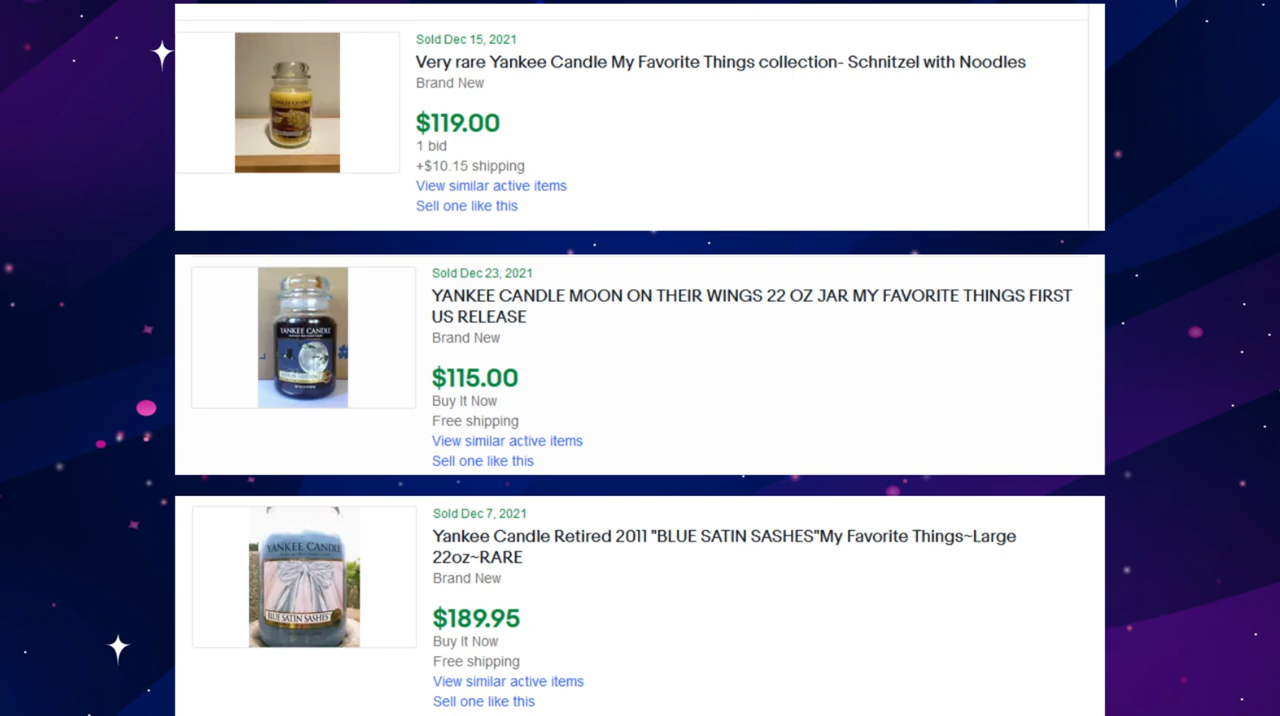 Sold Dec 15, 2021
Very rare Yankee Candle My Favorite Things collection- Schnitzel with Noodles
Brand New
$119.00
1 bid
+$10.15 shipping
View similar active items
Sell one like this
YANKEE CANDLE
Sold Dec 23, 2021
YANKEE CANDLE MOON ON THEIR WINGS 22 OZ JAR MY FAVORITE THINGS FIRST
US RELEASE
Brand New
$115.00
Buy It Now
Free shipping
View similar active items
Sell one like this
YANKEE CANDLE
Sold Dec 7, 2021
Yankee Candle Retired 2011 "BLUE SATIN SASHES"My Favorite Things~Large
22oz~RARE
Brand New
$189.95
Buy It Now
Free shipping
View similar active items
Sell one like this
YANKEE CANDLE
BLUE SATIN SASHES